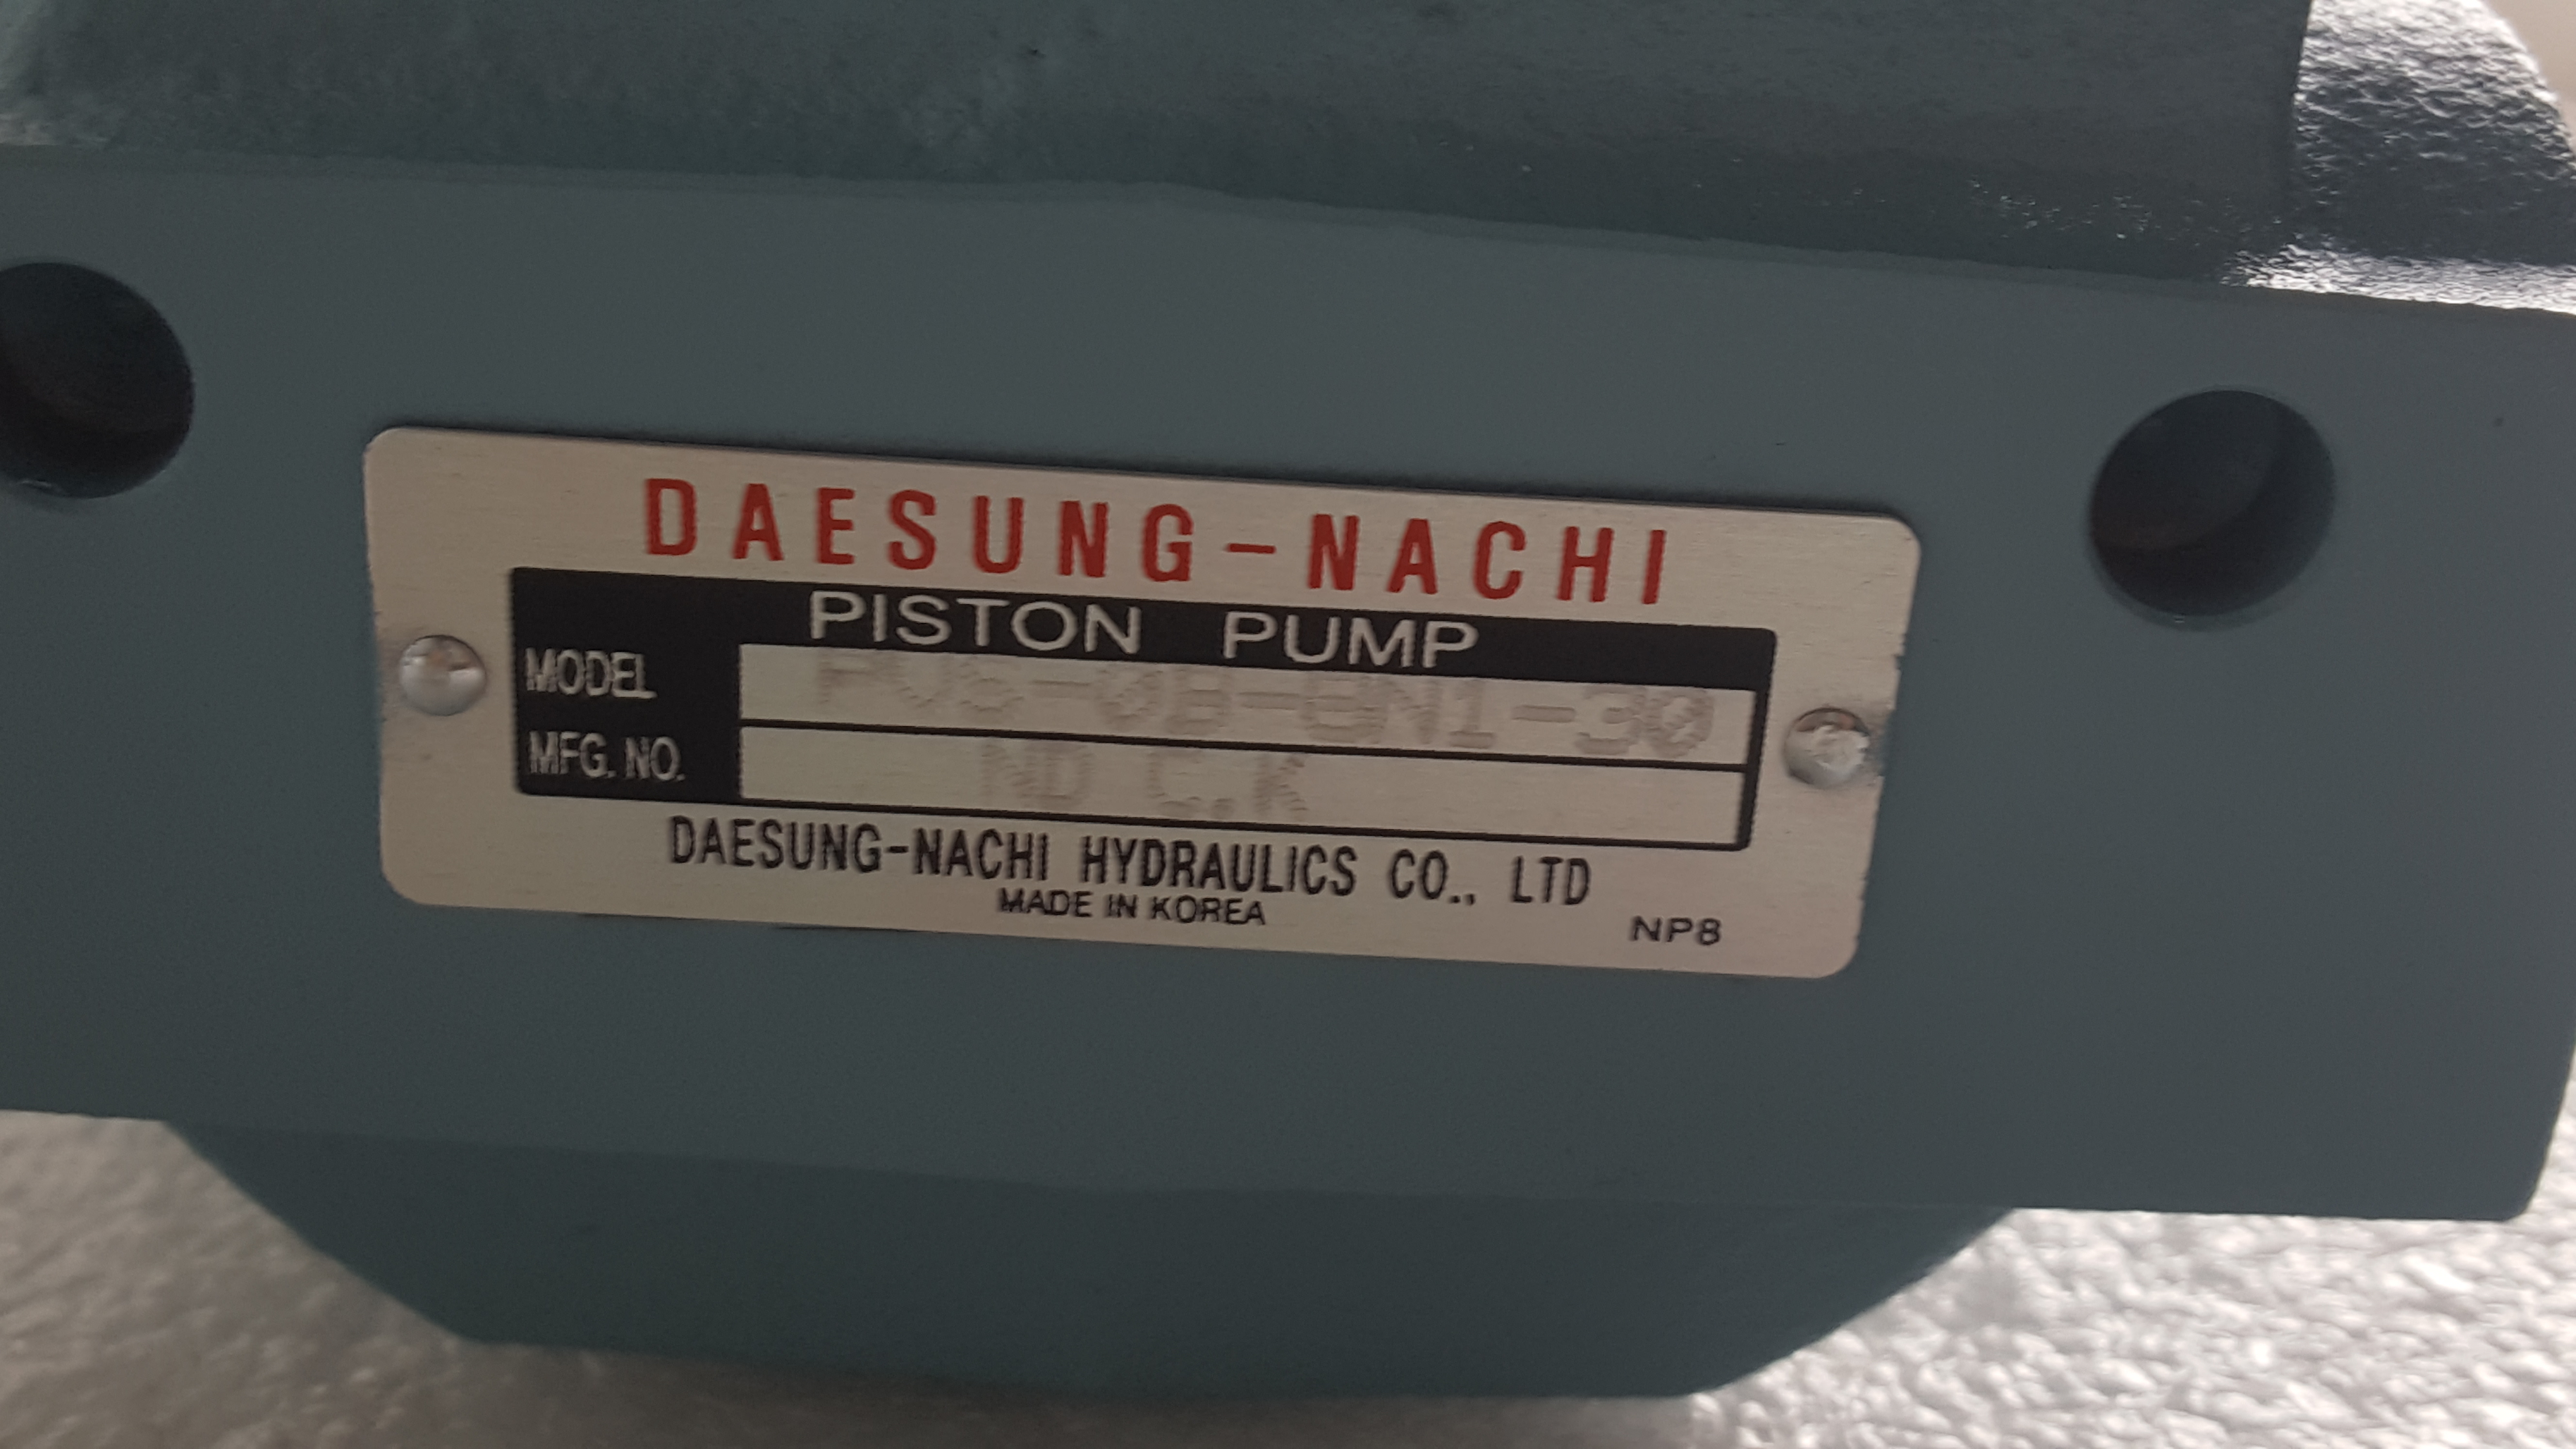 DAESUNG-NACHI
PISTON PUMP
MODEL PVS-0B-8N1-30
MFG. NO. ND C.K
DAESUNG-NACHI HYDRAULICS CO., LTD
MADE IN KOREA
NP8